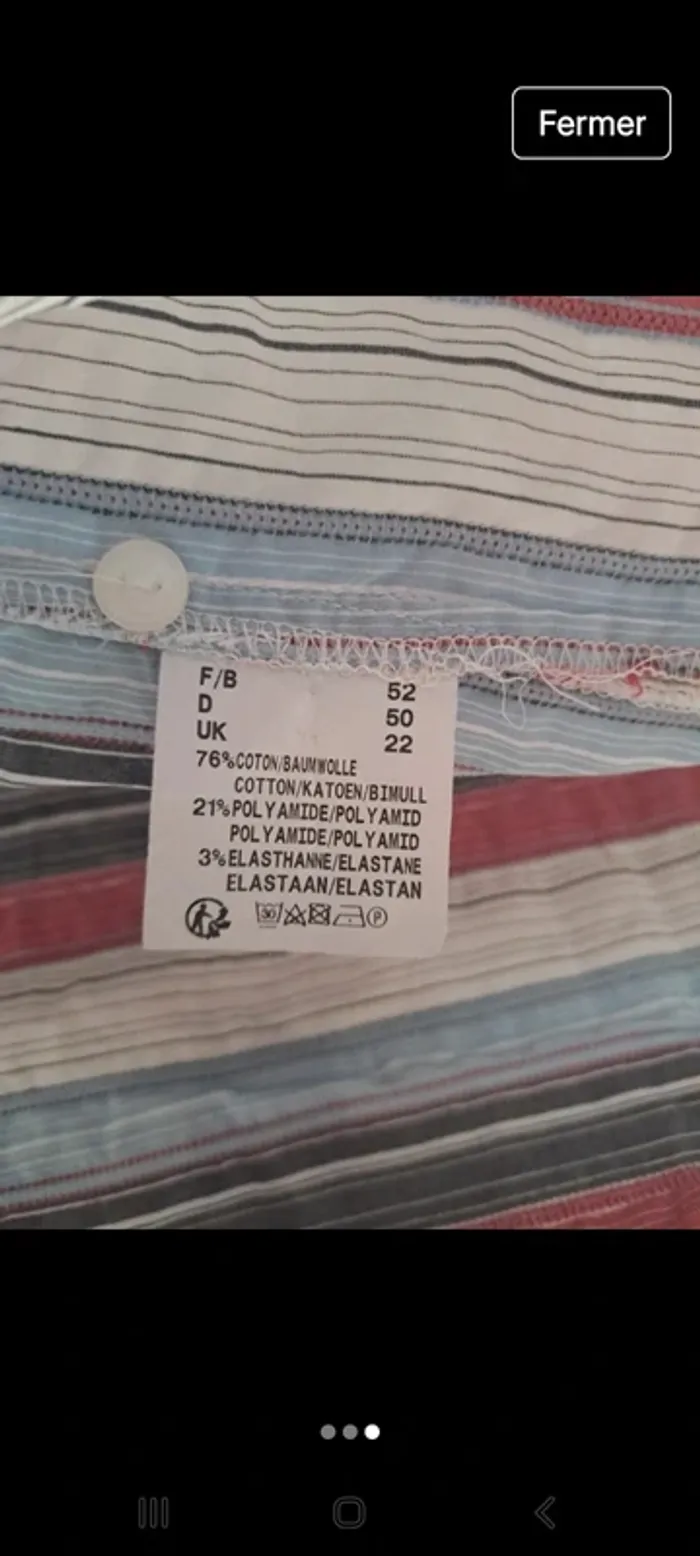 Fermer
F/B 52
D 50
UK 22
76%COTON/BAUMWOLLE
COTTON/KATOEN/BIMULL
21%POLYAMIDE/POLYAMID
POLYAMIDE/POLYAMID
3%ELASTHANNE/ELASTANE
ELASTAAN/ELASTAN
30 P